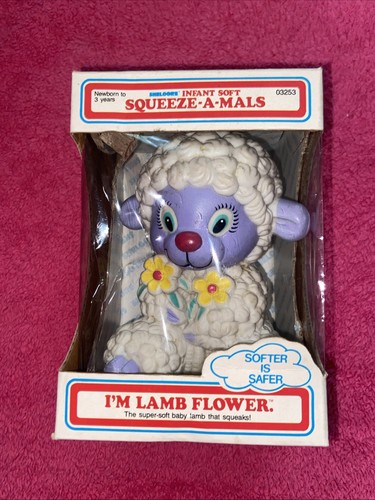 Newborn to
3 years
INFANT SOFT
03253
SQUEEZE-A-MALS
SOFTER
IS
SAFER
I'M LAMB FLOWER.™
The super-soft baby lamb that squeaks!